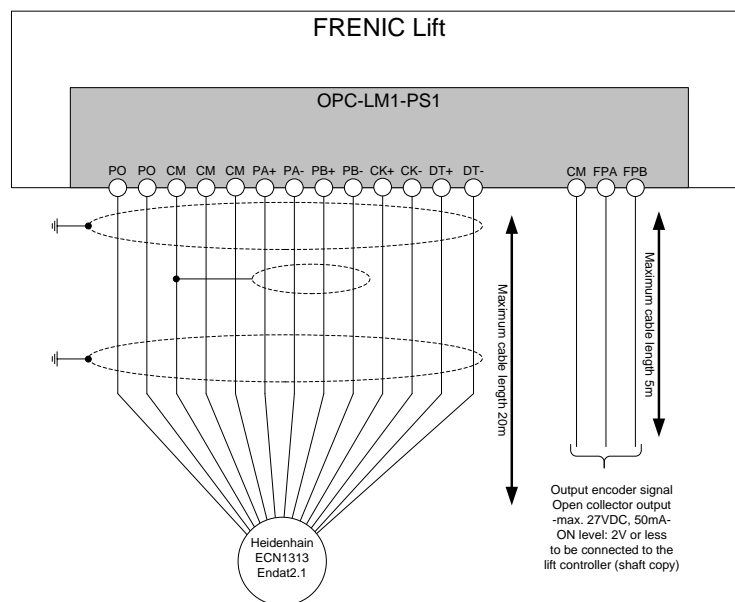 FRENIC Lift
OPC-LM1-PS1
PO PO CM CM CM PA+ PA- PB+ PB- CK+ CK- DT+ DT- CM FPA FPB
Maximum cable length 20m
Maximum cable length 5m
Output encoder signal
Open collector output
-max. 27VDC, 50mA-
ON level: 2V or less
to be connected to the
lift controller (shaft copy)
Heidenhain
ECN1313
Endat2.1